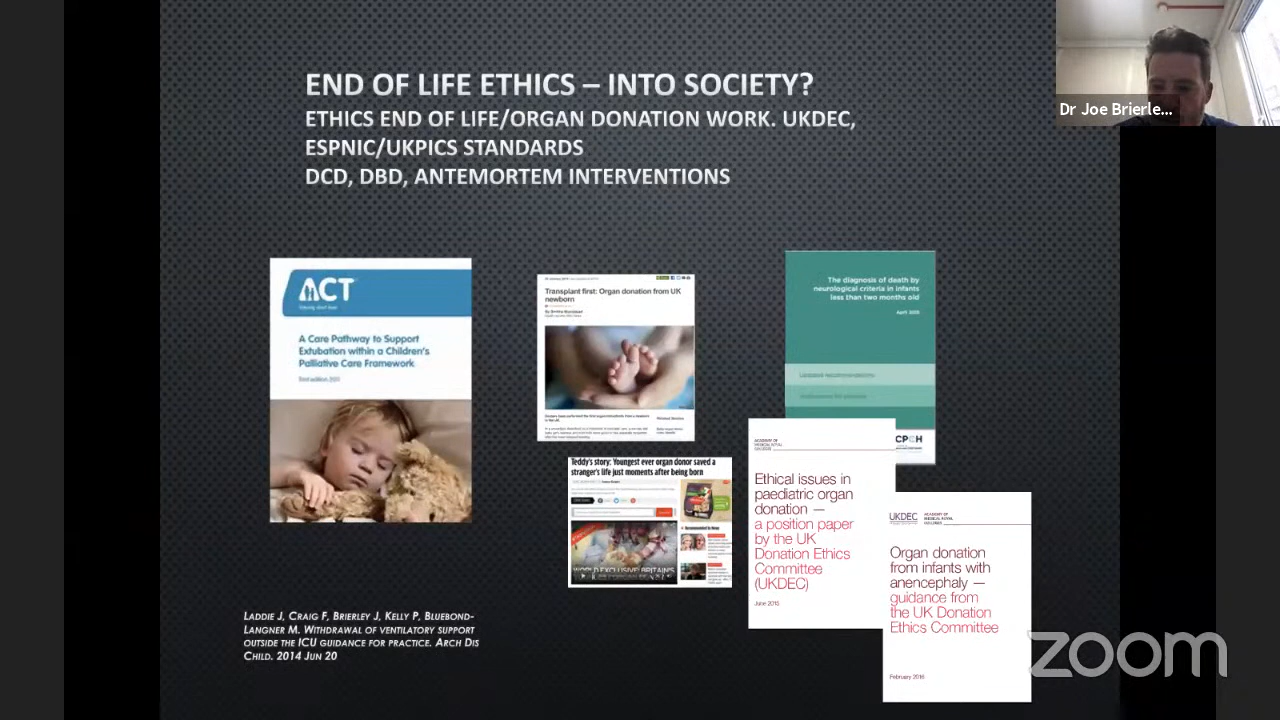 Dr Joe Brierle...
END OF LIFE ETHICS – INTO SOCIETY?
ETHICS END OF LIFE/ORGAN DONATION WORK. UKDEC,
ESPNIC/UKPICS STANDARDS
DCD, DBD, ANTEMORTEM INTERVENTIONS
ACT
A Care Pathway to Support
Extubation within a Children's
Palliative Care Framework
Transplant first: Organ donation from UK
newborn
Teddy's story: Youngest ever organ donor saved a
stranger's life just moments after being born
The diagnosis of death by
neurological criteria in infants
less than two months old
CPCH
Ethical issues in
paediatric organ
donation —
a position paper
by the UK
Donation Ethics
Committee
(UKDEC)
June 2015
UKDEC
Organ donation
from infants with
anencephaly —
guidance from
the UK Donation
Ethics Committee
February 2016
LADDIE J, CRAIG F, BRIERLEY J, KELLY P, BLUEBOND-
LANGNER M. WITHDRAWAL OF VENTILATORY SUPPORT
OUTSIDE THE ICU GUIDANCE FOR PRACTICE. ARCH DIS
CHILD. 2014 JUN 20
zoom